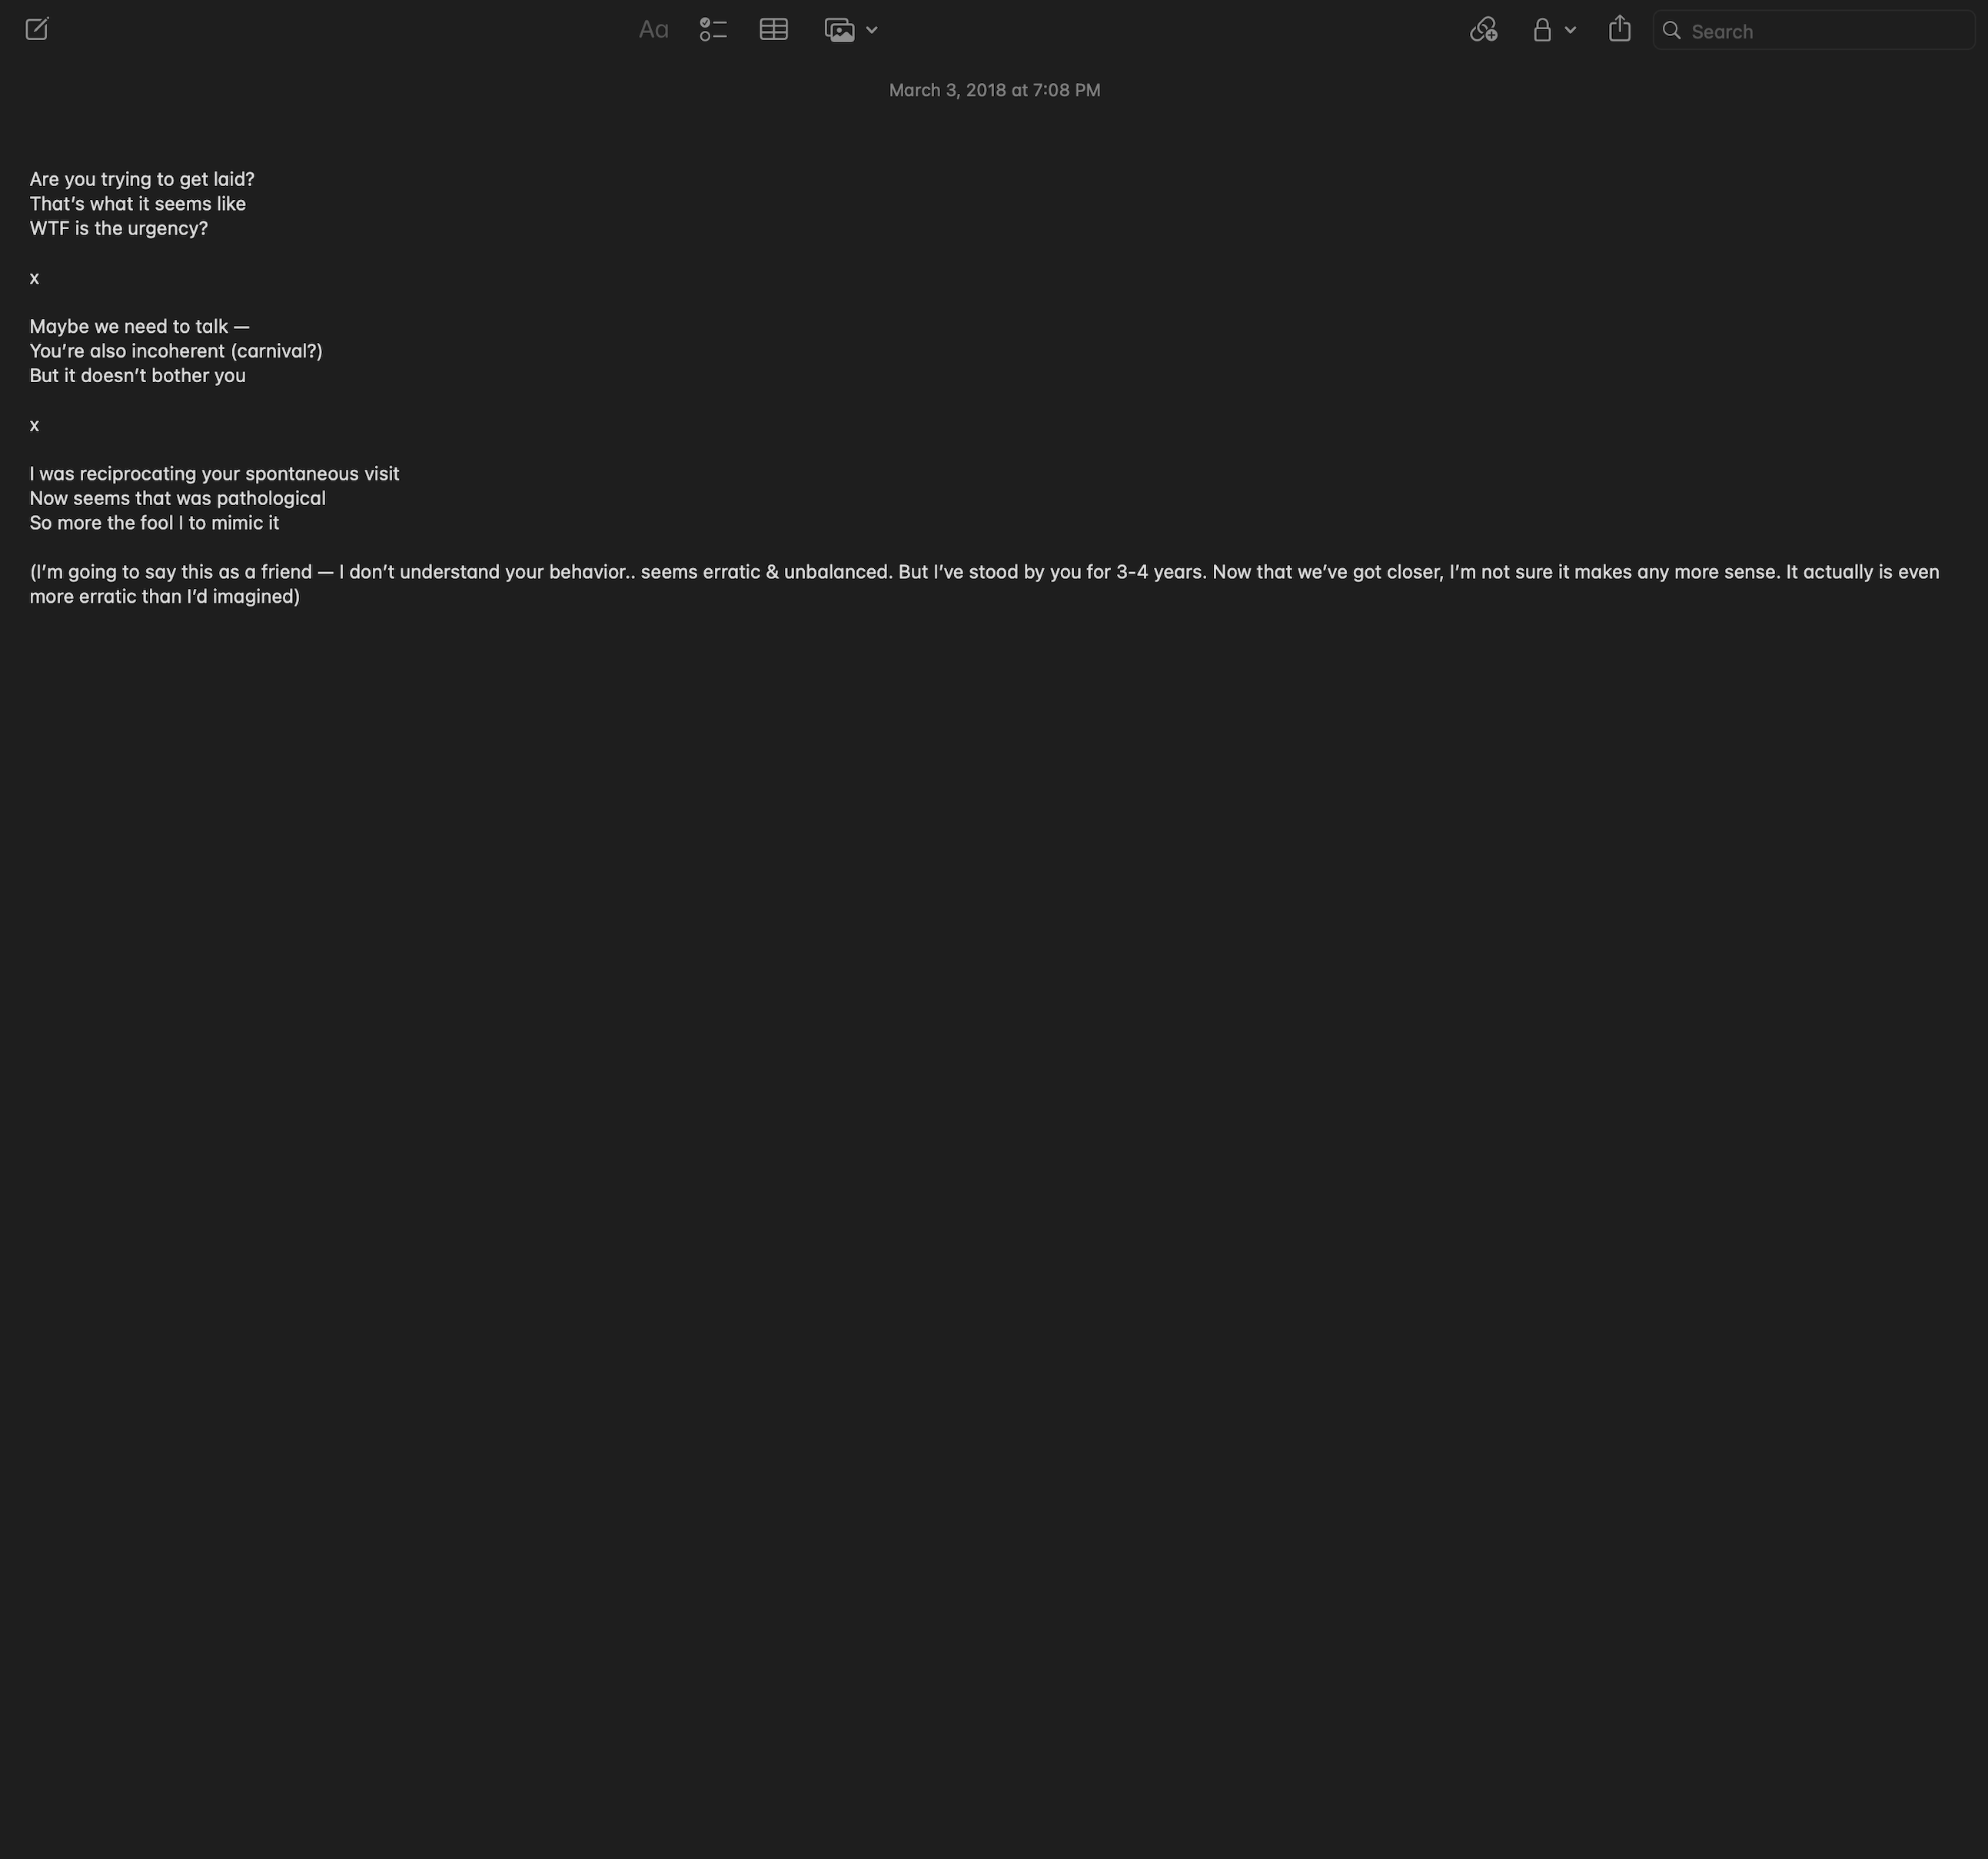 Aa
Search
March 3, 2018 at 7:08 PM
Are you trying to get laid?
That’s what it seems like
WTF is the urgency?
x
Maybe we need to talk —
You’re also incoherent (carnival?)
But it doesn’t bother you
x
I was reciprocating your spontaneous visit
Now seems that was pathological
So more the fool I to mimic it
(I’m going to say this as a friend — I don’t understand your behavior.. seems erratic & unbalanced. But I’ve stood by you for 3-4 years. Now that we’ve got closer, I’m not sure it makes any more sense. It actually is even
more erratic than I’d imagined)